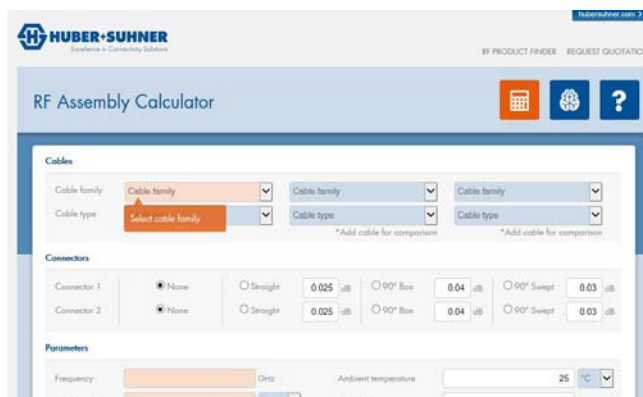 hubersuhner.com >
HUBER+SUHNER
Excellence in Connectivity Solutions
RF PRODUCT FINDER REQUEST QUOTATIO
RF Assembly Calculator
?
Cables
Cable family Cable family Cable family Cable family
Cable type Select cable family Cable type Cable type
*Add cable for comparison *Add cable for comparison
Connectors
Connector 1 None Straight 0.025 dB 90° Box 0.04 dB 90° Swept 0.03 dB
Connector 2 None Straight 0.025 dB 90° Box 0.04 dB 90° Swept 0.03 dB
Parameters
Frequency GHz Ambient temperature 25 °C